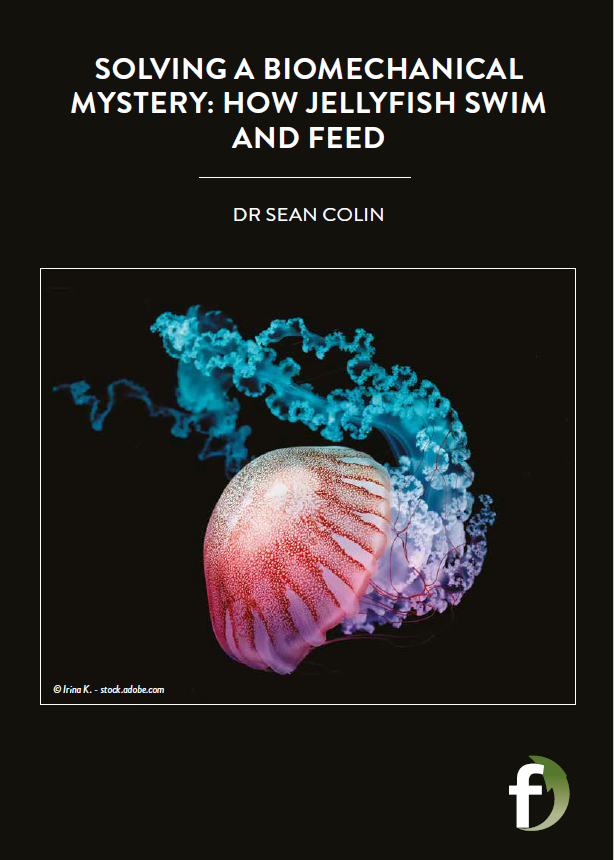 SOLVING A BIOMECHANICAL
MYSTERY: HOW JELLYFISH SWIM
AND FEED
DR SEAN COLIN
© Irina K. - stock.adobe.com
f